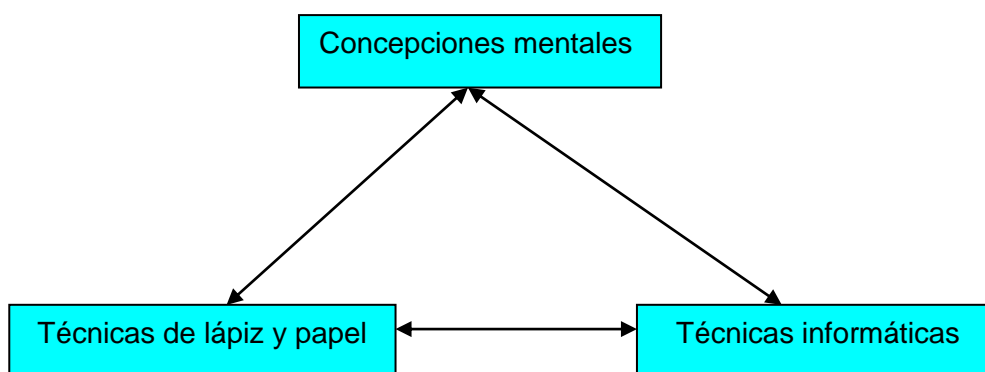 Concepciones mentales
Técnicas de lápiz y papel
Técnicas informáticas